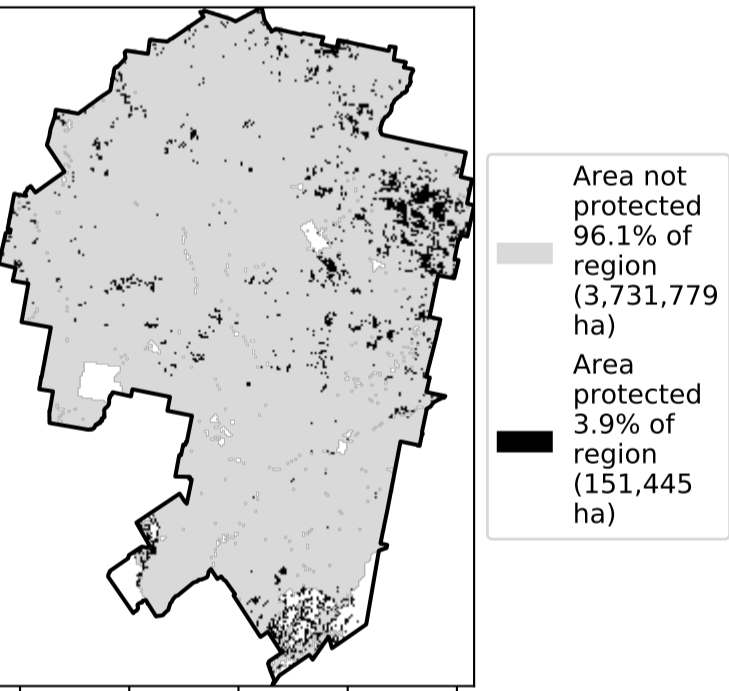 Area not
protected
96.1% of
region
(3,731,779
ha)
Area
protected
3.9% of
region
(151,445
ha)